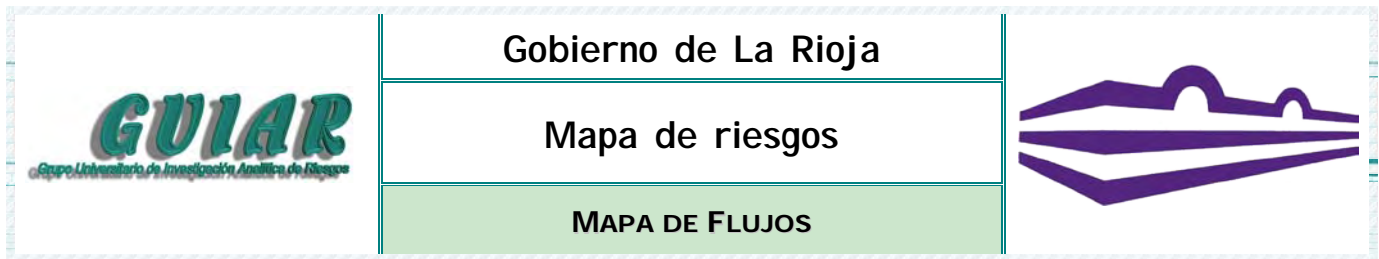 GUIAR
Grupo Universitario de Investigación Analítica de Riesgos
Gobierno de La Rioja
Mapa de riesgos
MAPA DE FLUJOS